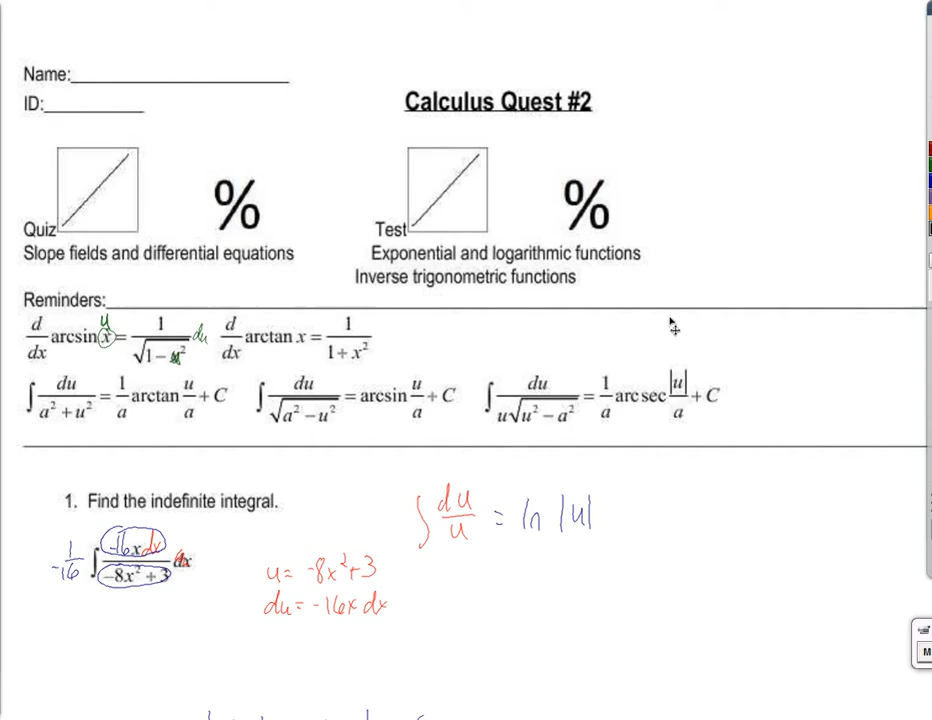 Name:
ID:
Calculus Quest #2
% %
Quiz Test
Slope fields and differential equations Exponential and logarithmic functions
Inverse trigonometric functions
Reminders:
d/dx arcsin x u = 1/√1 − u² du d/dx arctan x = 1/1 + x²
∫ du/a² + u² = 1/a arctan u/a + C ∫ du/√a² − u² = arcsin u/a + C ∫ du/u√u² − a² = 1/a arcsec |u|/a + C
1. Find the indefinite integral.
∫ du/u = ln |u|
1/-16 ∫ -16x dx/−8x² + 3 dx
u = -8x² + 3
du = -16x dx
M